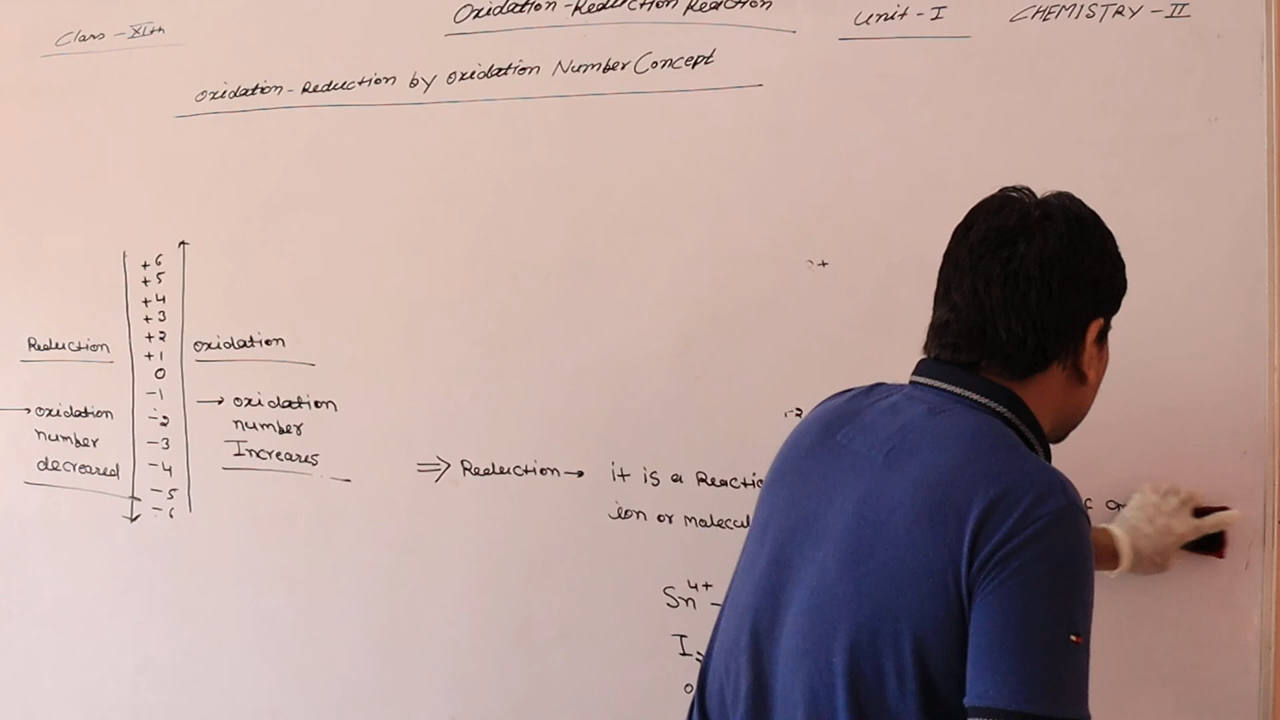 Oxidation-Reduction Reaction
Unit-I
CHEMISTRY-II
Class-XIth
Oxidation-Reduction by Oxidation Number Concept
+6
+5
+4
+3
+2
+1
0
-1
-2
-3
-4
-5
-6
Reduction
→ oxidation
number
decreased
oxidation
→ oxidation
number
Increases
⇒ Reduction → it is a Reactio
ion or molecul
Sn⁴⁺ -
I
0
+
-2